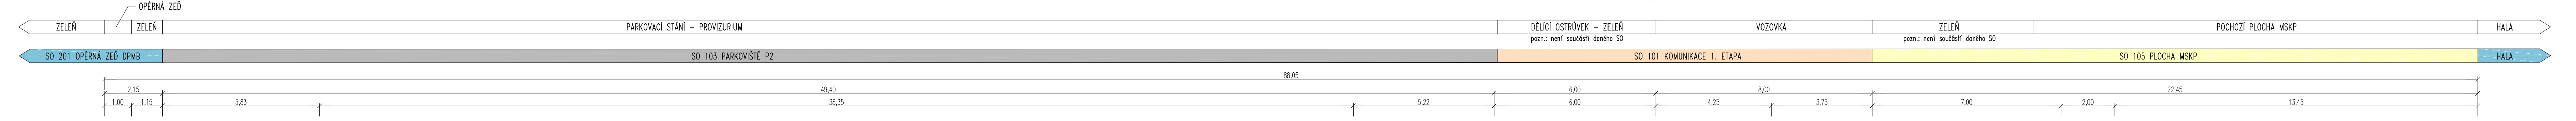 OPĚRNÁ ZEĎ
ZELEŇ ZELEŇ PARKOVACÍ STÁNÍ – PROVIZURIUM DĚLÍCÍ OSTRŮVEK – ZELEŇ VOZOVKA ZELEŇ POCHOZÍ PLOCHA MSKP HALA
pozn.: není součástí daného SO pozn.: není součástí daného SO
SO 201 OPĚRNÁ ZEĎ DPMB SO 103 PARKOVIŠTĚ P2 SO 101 KOMUNIKACE 1. ETAPA SO 105 PLOCHA MSKP HALA
88,05
2,15 49,40 6,00 8,00 22,45
1,00 1,15 5,83 38,35 5,22 6,00 4,25 3,75 7,00 2,00 13,45